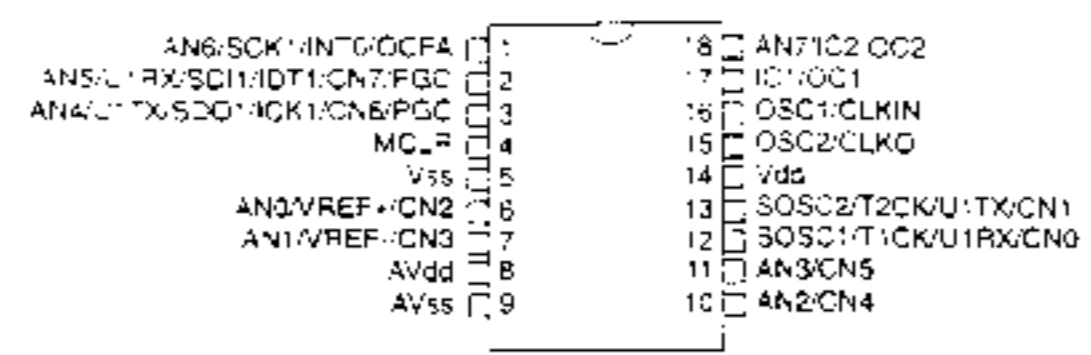 AN6/SCK1/INT0/OCFA 1 18 AN7/IC2/OC2
AN5/U1RX/SDI1/IDT1/CN7/PGC 2 17 IC1/OC1
AN4/U1TX/SDO1/ICK1/CN6/PGC 3 16 OSC1/CLKIN
MCLR 4 15 OSC2/CLKO
Vss 5 14 Vdd
AN0/VREF+/CN2 6 13 SOSC2/T2CK/U1TX/CN1
AN1/VREF-/CN3 7 12 SOSC1/T1CK/U1RX/CN0
AVdd 8 11 AN3/CN5
AVss 9 10 AN2/CN4